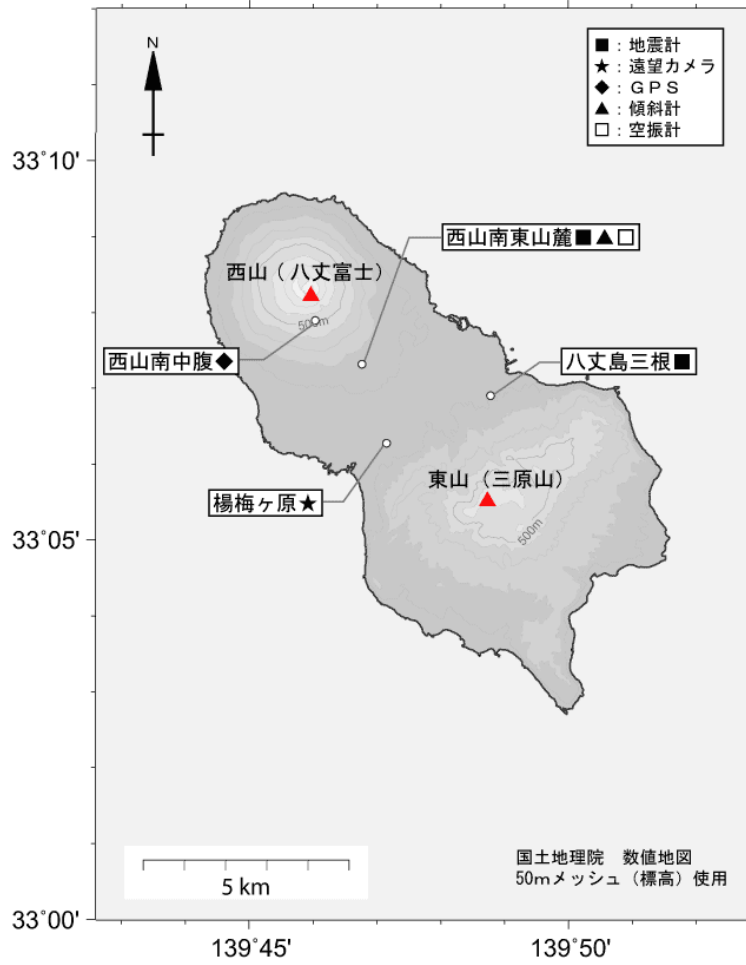 N
■：地震計
★：遠望カメラ
◆：ＧＰＳ
▲：傾斜計
□：空振計
33˚10'
西山南東山麓■▲□
西山（八丈富士）
500m
西山南中腹◆
八丈島三根■
東山（三原山）
楊梅ヶ原★
500m
33˚05'
5 km
国土地理院　数値地図
50mメッシュ（標高）使用
33˚00'
139˚45'
139˚50'